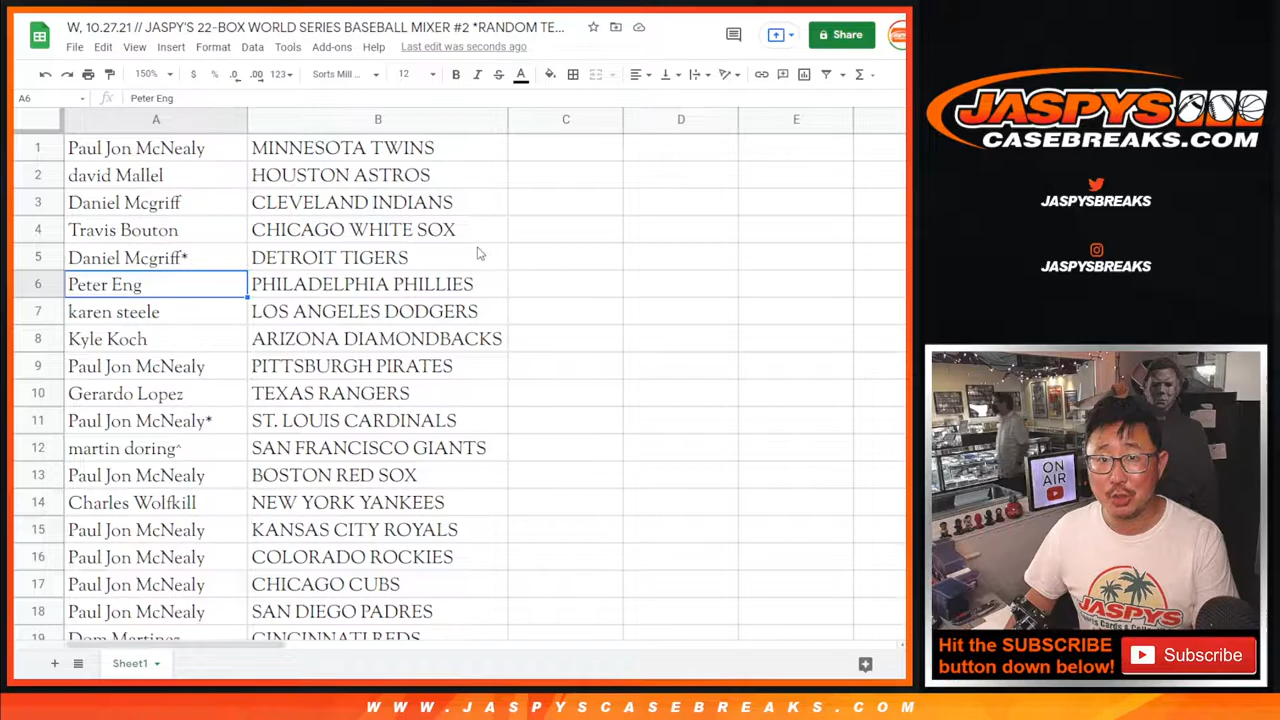 W, 10.27.21 // JASPY'S 22-BOX WORLD SERIES BASEBALL MIXER #2 *RANDOM TE...
File Edit View Insert Format Data Tools Add-ons Help Last edit was seconds ago
Share
150% $ % .0 .00 123 Sorts Mill ... 12 B I S A
A6 fx Peter Eng
A B C D E
1 Paul Jon McNealy MINNESOTA TWINS
2 david Mallel HOUSTON ASTROS
3 Daniel Mcgriff CLEVELAND INDIANS
4 Travis Bouton CHICAGO WHITE SOX
5 Daniel Mcgriff* DETROIT TIGERS
6 Peter Eng PHILADELPHIA PHILLIES
7 karen steele LOS ANGELES DODGERS
8 Kyle Koch ARIZONA DIAMONDBACKS
9 Paul Jon McNealy PITTSBURGH PIRATES
10 Gerardo Lopez TEXAS RANGERS
11 Paul Jon McNealy* ST. LOUIS CARDINALS
12 martin doring^ SAN FRANCISCO GIANTS
13 Paul Jon McNealy BOSTON RED SOX
14 Charles Wolfkill NEW YORK YANKEES
15 Paul Jon McNealy KANSAS CITY ROYALS
16 Paul Jon McNealy COLORADO ROCKIES
17 Paul Jon McNealy CHICAGO CUBS
18 Paul Jon McNealy SAN DIEGO PADRES
19 Dom Martinez CINCINNATI REDS
Sheet1
JASPYS
CASEBREAKS.COM
JASPYSBREAKS
JASPYSBREAKS
ON
AIR
JASPYS
Hit the SUBSCRIBE
button down below!
Subscribe
WWW.JASPYSCASEBREAKS.COM